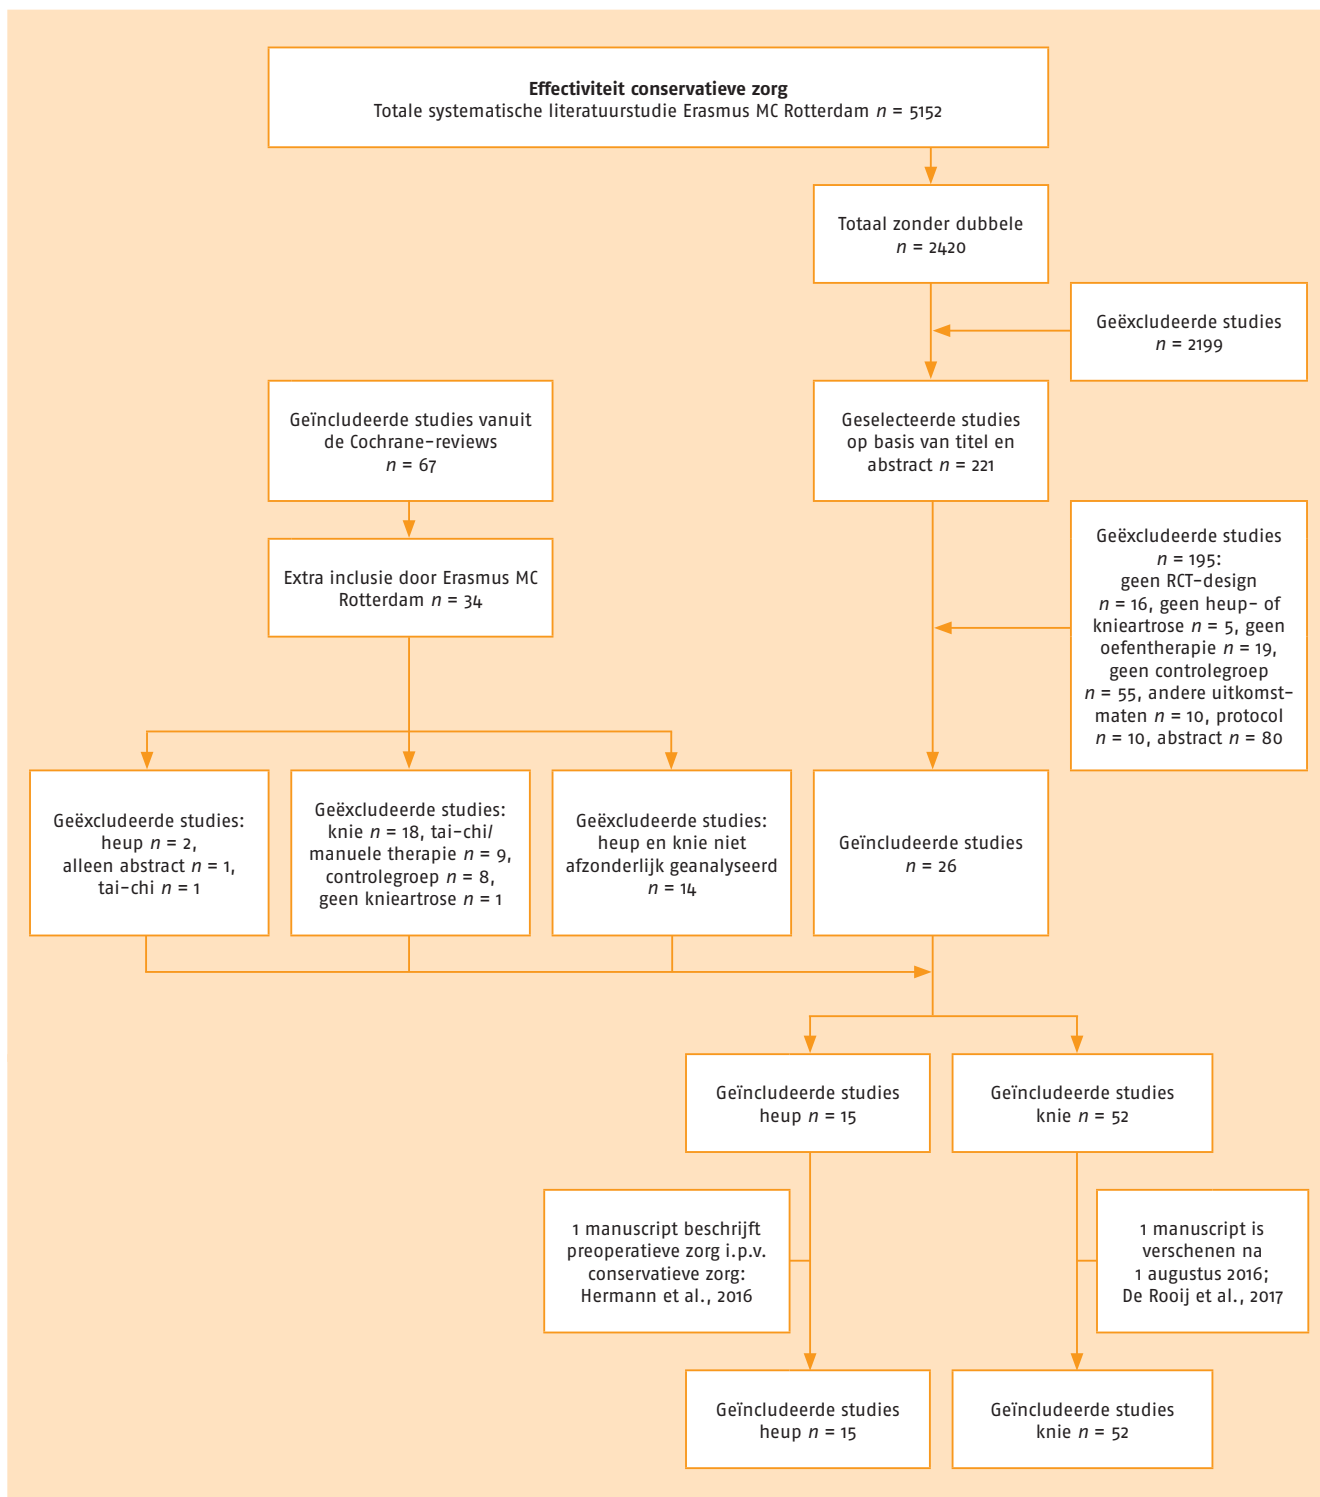 Effectiviteit conservatieve zorg
Totale systematische literatuurstudie Erasmus MC Rotterdam n = 5152
Totaal zonder dubbele
n = 2420
Geëxcludeerde studies
n = 2199
Geïncludeerde studies vanuit
de Cochrane-reviews
n = 67
Geselecteerde studies
op basis van titel en
abstract n = 221
Extra inclusie door Erasmus MC
Rotterdam n = 34
Geëxcludeerde studies
n = 195:
geen RCT-design
n = 16, geen heup- of
knieartrose n = 5, geen
oefentherapie n = 19,
geen controlegroep
n = 55, andere uitkomst-
maten n = 10, protocol
n = 10, abstract n = 80
Geëxcludeerde studies:
heup n = 2,
alleen abstract n = 1,
tai-chi n = 1
Geëxcludeerde studies:
knie n = 18, tai-chi/
manuele therapie n = 9,
controlegroep n = 8,
geen knieartrose n = 1
Geëxcludeerde studies:
heup en knie niet
afzonderlijk geanalyseerd
n = 14
Geïncludeerde studies
n = 26
Geïncludeerde studies
heup n = 15
Geïncludeerde studies
knie n = 52
1 manuscript beschrijft
preoperatieve zorg i.p.v.
conservatieve zorg:
Hermann et al., 2016
1 manuscript is
verschenen na
1 augustus 2016;
De Rooij et al., 2017
Geïncludeerde studies
heup n = 15
Geïncludeerde studies
knie n = 52